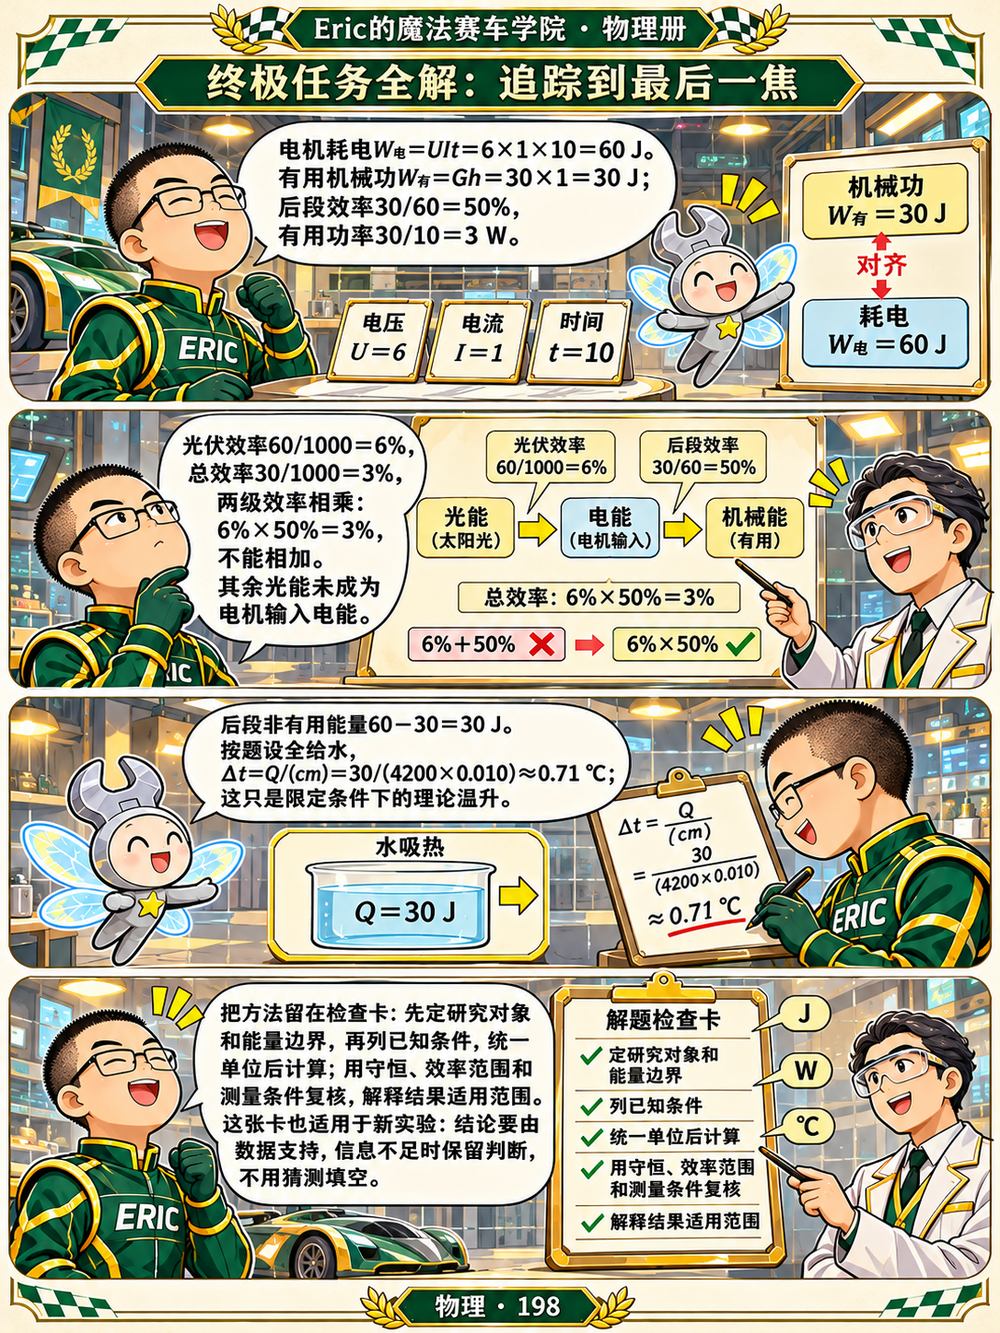 Eric的魔法赛车学院·物理册
终极任务全解：追踪到最后一焦
电机耗电W电=UIt=6×1×10=60 J。
有用机械功W有=Gh=30×1=30 J；
后段效率30/60=50%，
有用功率30/10=3 W。
电压
U=6
电流
I=1
时间
t=10
机械功
W有=30 J
对齐
耗电
W电=60 J
ERIC
光伏效率60/1000=6%，
总效率30/1000=3%，
两级效率相乘：
6%×50%=3%，
不能相加。
其余光能未成为
电机输入电能。
光伏效率
60/1000=6%
后段效率
30/60=50%
光能
（太阳光）
电能
（电机输入）
机械能
（有用）
总效率：6%×50%=3%
6%+50% ❌
6%×50% ✓
RIC
后段非有用能量60－30=30 J。
按题设全给水，
Δt=Q/(cm)=30/(4200×0.010)≈0.71 ℃；
这只是限定条件下的理论温升。
水吸热
Q=30 J
Δt= Q
(cm)
= 30
(4200×0.010)
≈0.71 ℃
ERIC
把方法留在检查卡：先定研究对象
和能量边界，再列已知条件，统一
单位后计算；用守恒、效率范围和
测量条件复核，解释结果适用范围。
这张卡也适用于新实验：结论要由
数据支持，信息不足时保留判断，
不用猜测填空。
解题检查卡
✓ 定研究对象和
能量边界
✓ 列已知条件
✓ 统一单位后计算
✓ 用守恒、效率范围
和测量条件复核
✓ 解释结果适用范围
J
W
℃
ERIC
物理·198